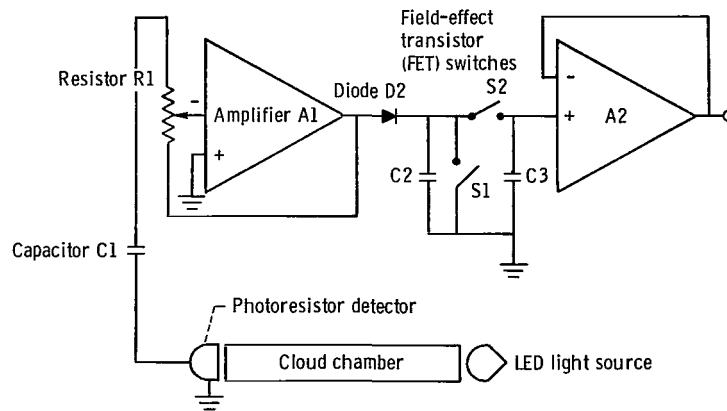 Field-effect
transistor
(FET) switches
Resistor R1
Diode D2
S2
-
-
Amplifier A1
+
+
A2
C2
S1
C3
Capacitor C1
Photoresistor detector
Cloud chamber
LED light source